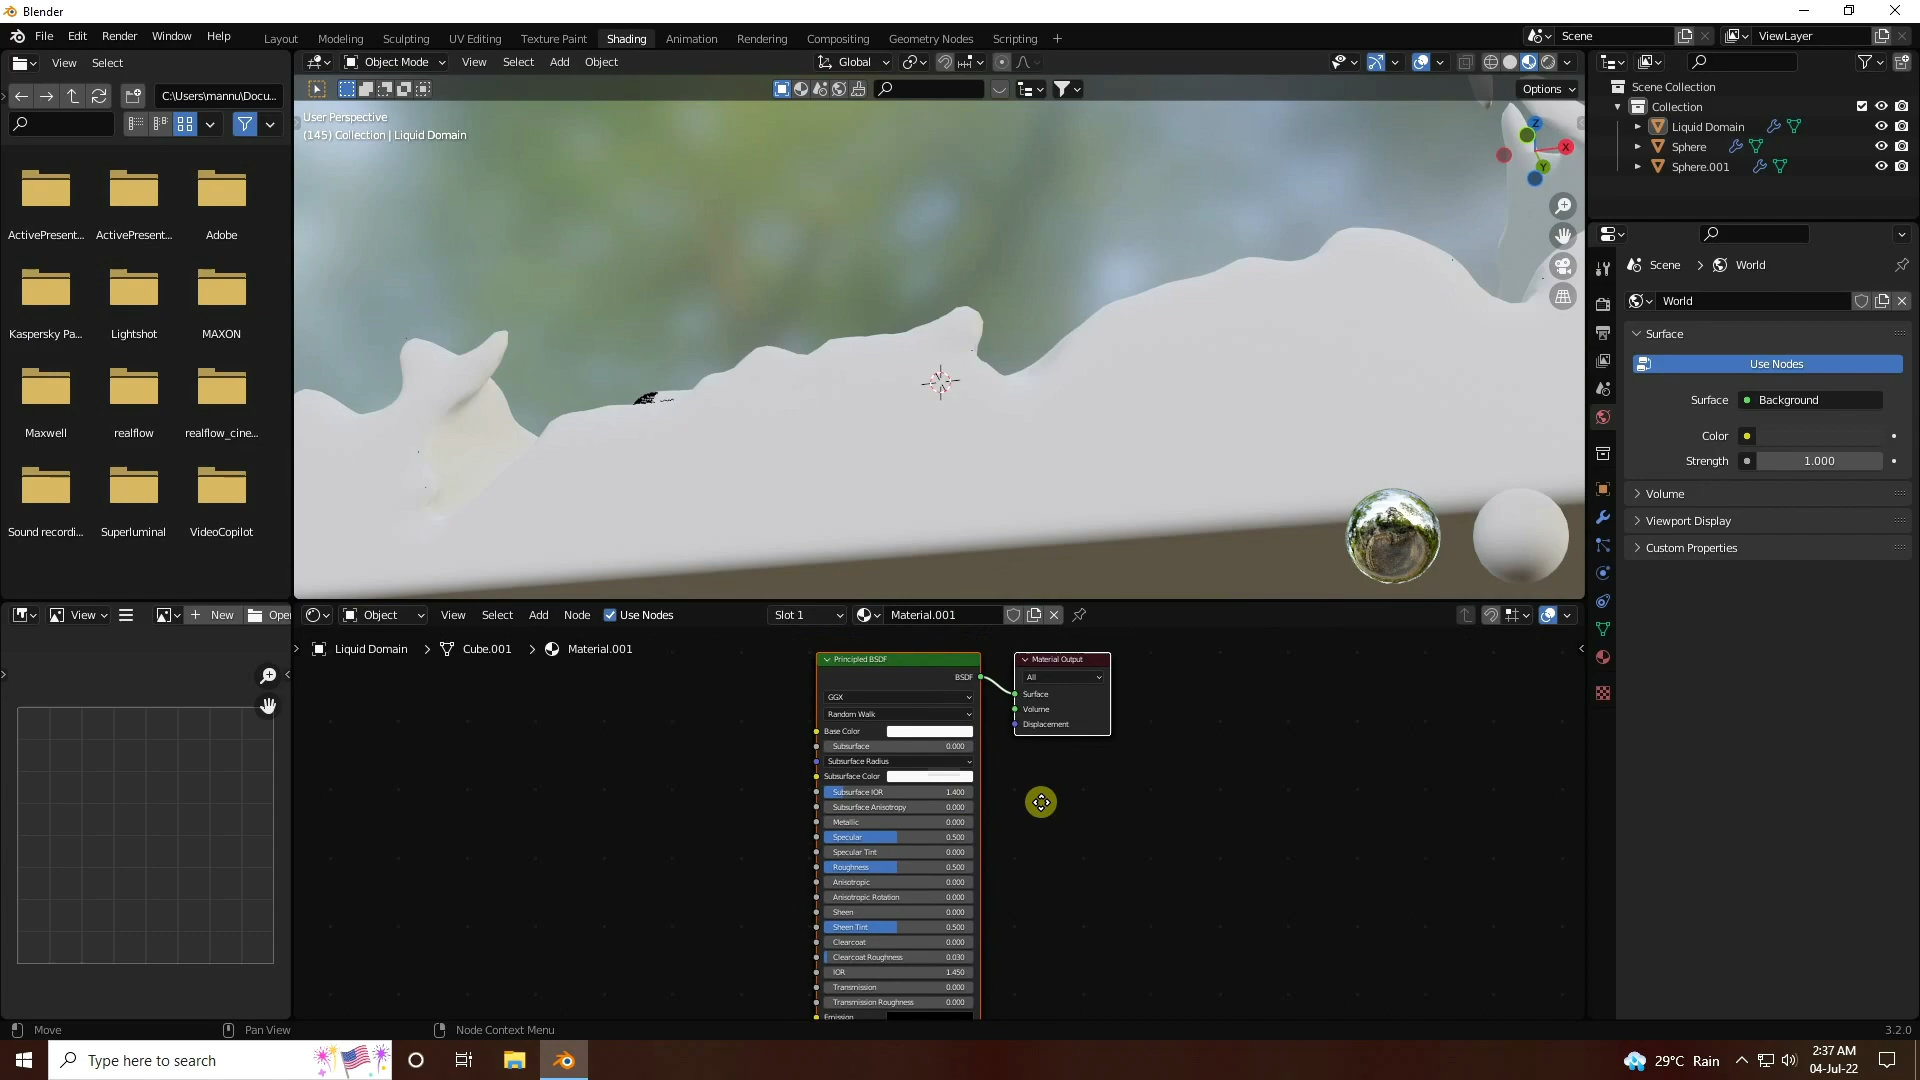 Blender
File Edit Render Window Help
Layout Modeling Sculpting UV Editing Texture Paint Shading Animation Rendering Compositing Geometry Nodes Scripting
Scene
ViewLayer
View Select
Object Mode View Select Add Object
Global
C:\Users\mannu\Docu...
Options
User Perspective
(145) Collection | Liquid Domain
Z
X
Y
ActivePresent... ActivePresent... Adobe
Kaspersky Pa... Lightshot MAXON
Maxwell realflow realflow_cine...
Sound recordi... Superluminal VideoCopilot
Scene Collection
Collection
Liquid Domain
Sphere
Sphere.001
Scene > World
World
Surface
Use Nodes
Surface Background
Color
Strength 1.000
Volume
Viewport Display
Custom Properties
View New Open
Object View Select Add Node Use Nodes Slot 1 Material.001
Liquid Domain > Cube.001 > Material.001
Principled BSDF
BSDF
GGX
Random Walk
Base Color
Subsurface 0.000
Subsurface Radius
Subsurface Color
Subsurface IOR 1.400
Subsurface Anisotropy 0.000
Metallic 0.000
Specular 0.500
Specular Tint 0.000
Roughness 0.500
Anisotropic 0.000
Anisotropic Rotation 0.000
Sheen 0.000
Sheen Tint 0.500
Clearcoat 0.000
Clearcoat Roughness 0.030
IOR 1.450
Transmission 0.000
Transmission Roughness 0.000
Emission
Material Output
All
Surface
Volume
Displacement
Move Pan View Node Context Menu 3.2.0
Type here to search
29°C Rain
2:37 AM
04-Jul-22